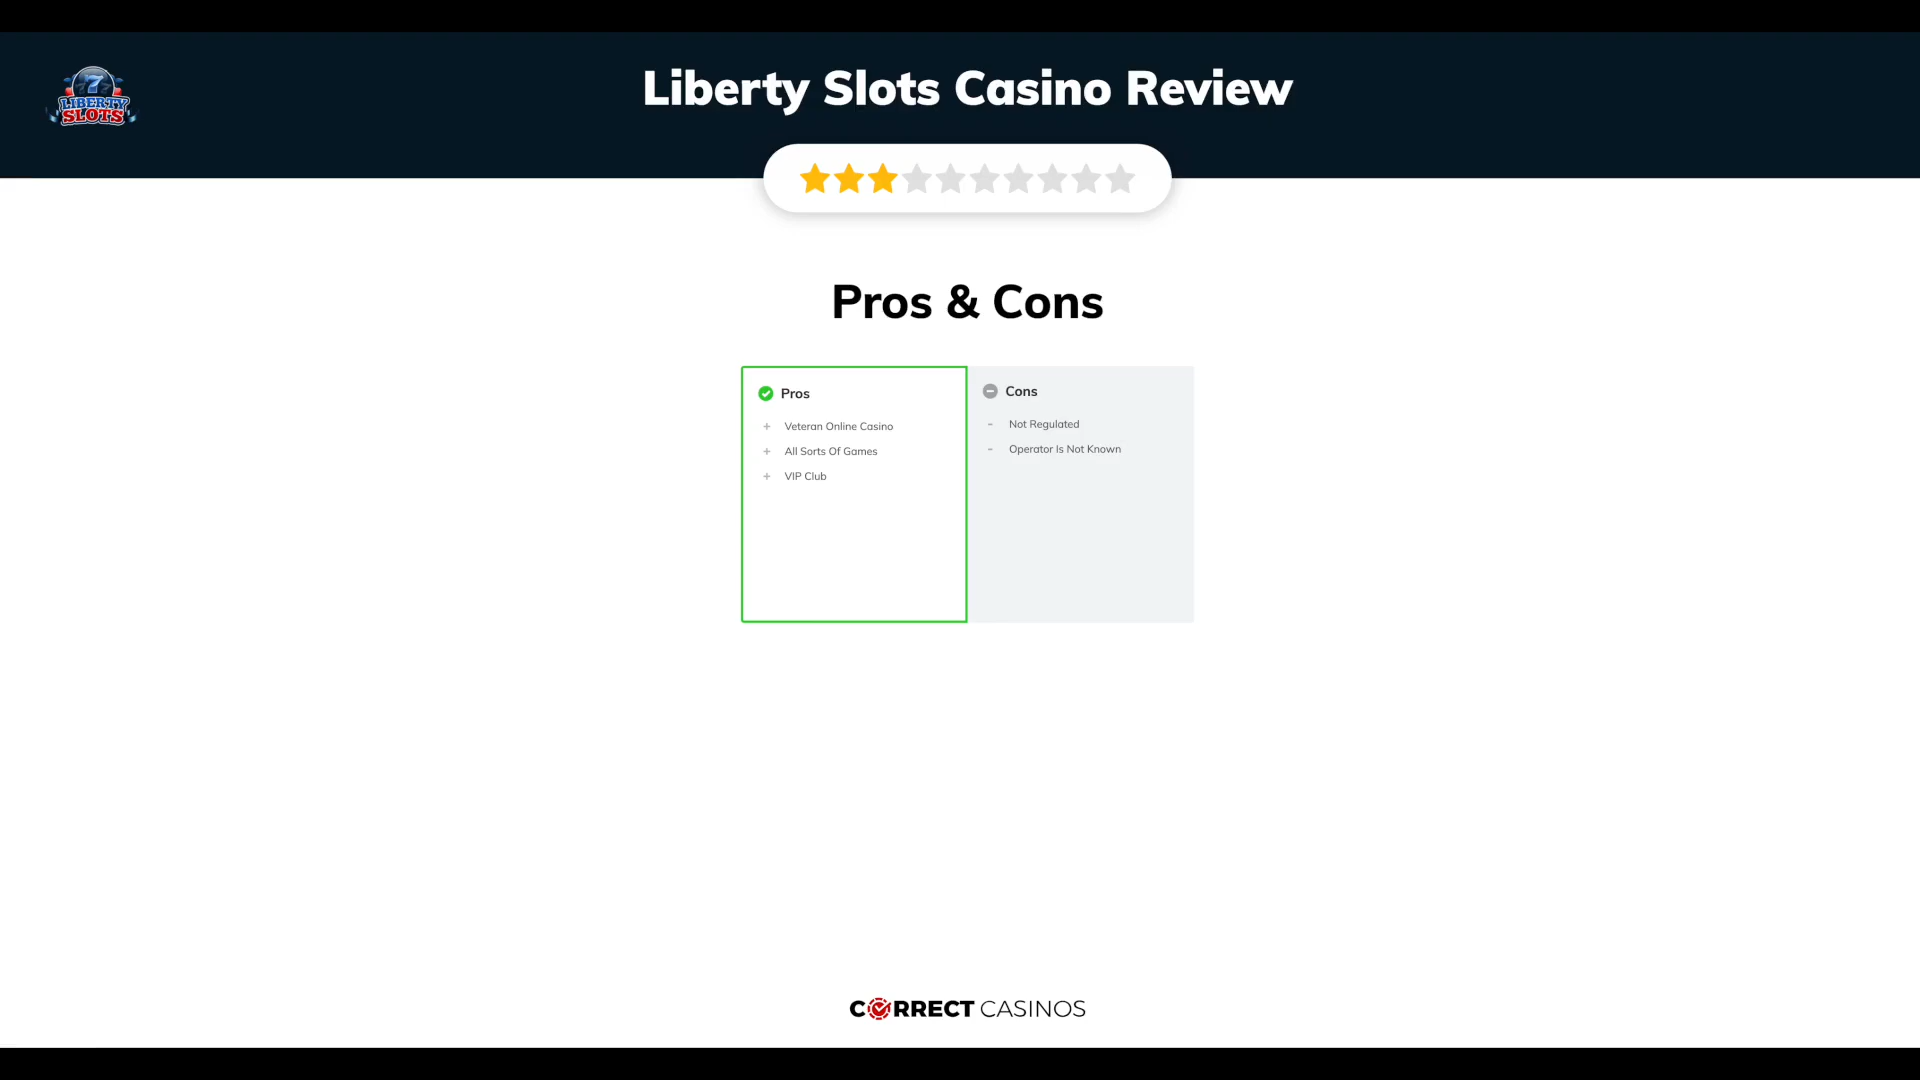 7
LIBERTY
SLOTS
Liberty Slots Casino Review
Pros & Cons
Pros
+ Veteran Online Casino
+ All Sorts Of Games
+ VIP Club
Cons
- Not Regulated
- Operator Is Not Known
CORRECT CASINOS